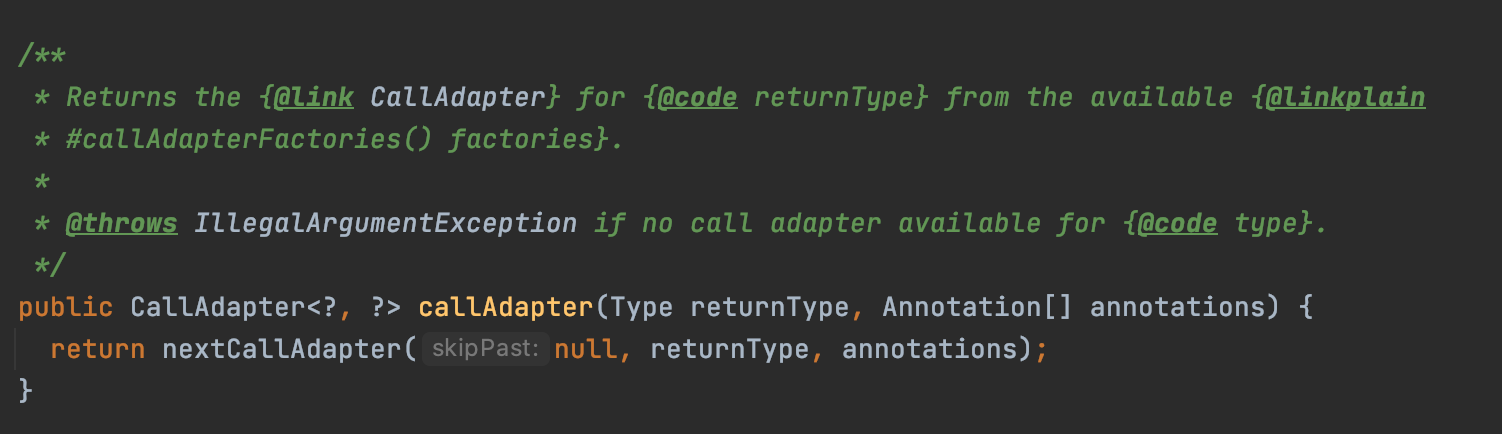 /**
 * Returns the {@link CallAdapter} for {@code returnType} from the available {@linkplain
 * #callAdapterFactories() factories}.
 *
 * @throws IllegalArgumentException if no call adapter available for {@code type}.
 */
public CallAdapter<?, ?> callAdapter(Type returnType, Annotation[] annotations) {
  return nextCallAdapter( skipPast: null, returnType, annotations);
}